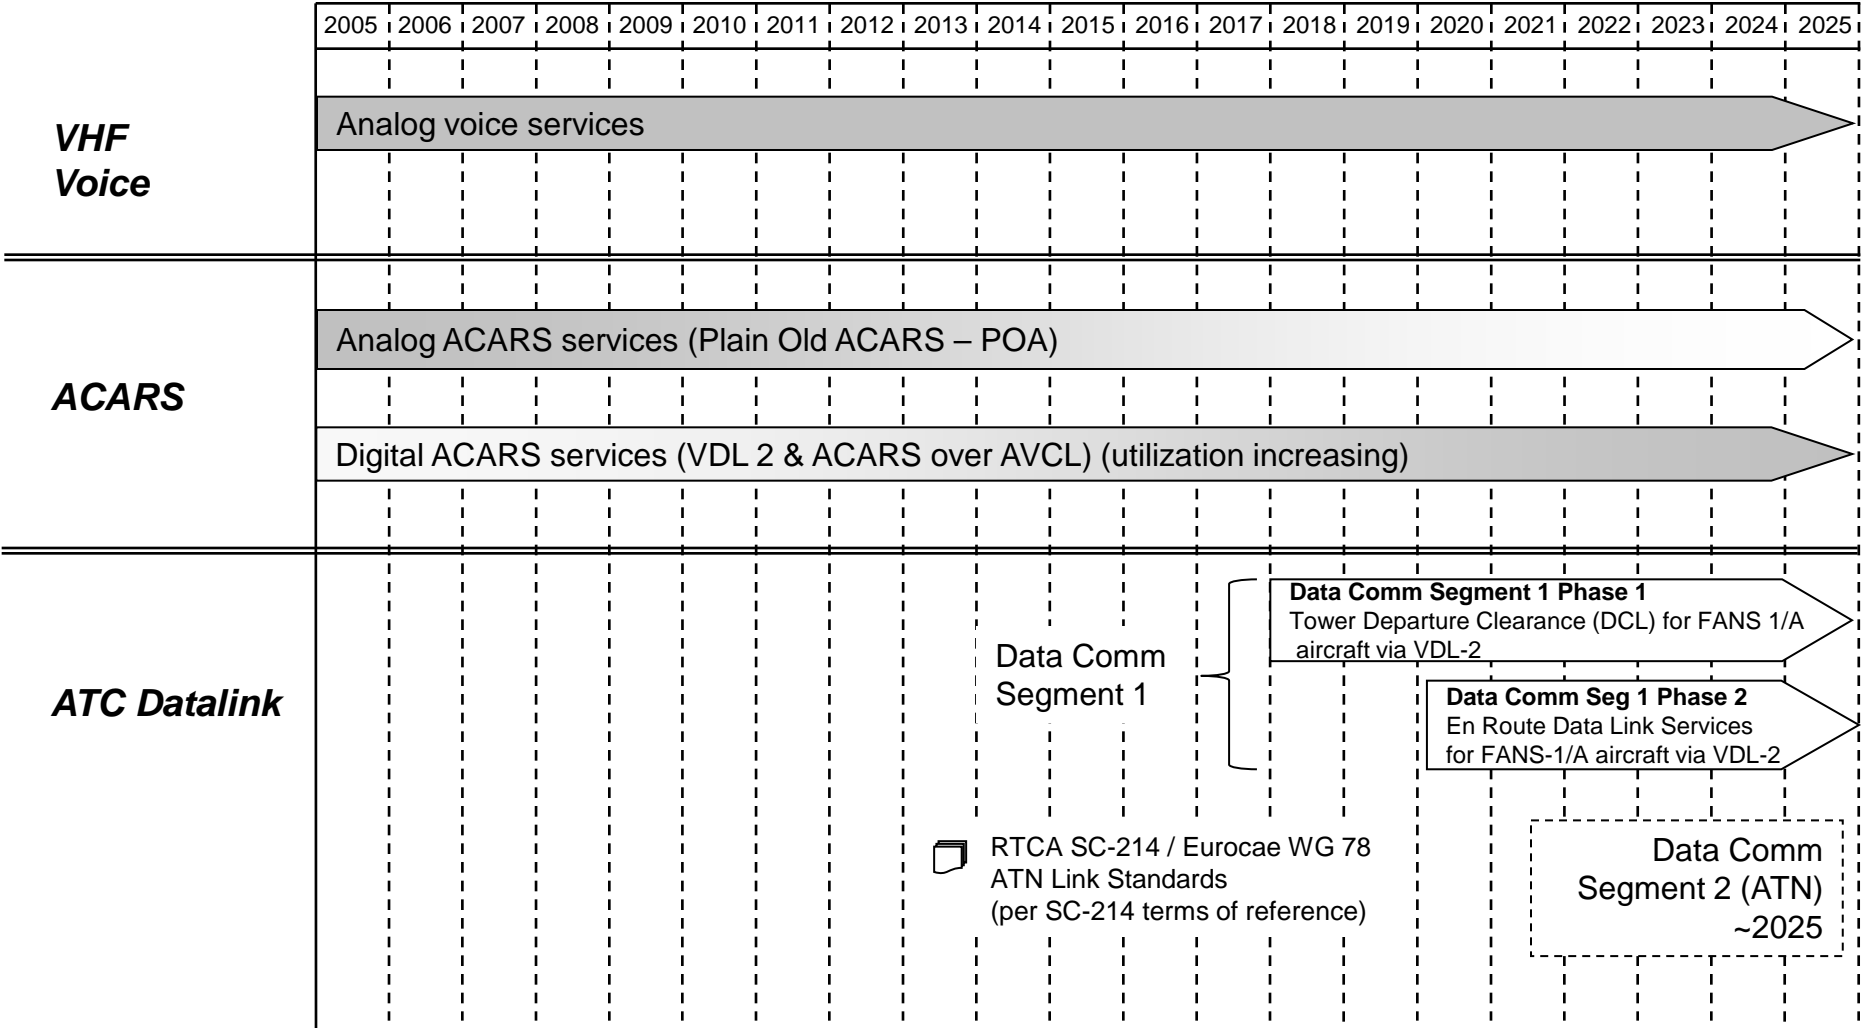 2005 2006 2007 2008 2009 2010 2011 2012 2013 2014 2015 2016 2017 2018 2019 2020 2021 2022 2023 2024 2025
VHF
Voice
Analog voice services
ACARS
Analog ACARS services (Plain Old ACARS – POA)
Digital ACARS services (VDL 2 & ACARS over AVCL) (utilization increasing)
ATC Datalink
Data Comm
Segment 1
Data Comm Segment 1 Phase 1
Tower Departure Clearance (DCL) for FANS 1/A
aircraft via VDL-2
Data Comm Seg 1 Phase 2
En Route Data Link Services
for FANS-1/A aircraft via VDL-2
RTCA SC-214 / Eurocae WG 78
ATN Link Standards
(per SC-214 terms of reference)
Data Comm
Segment 2 (ATN)
~2025